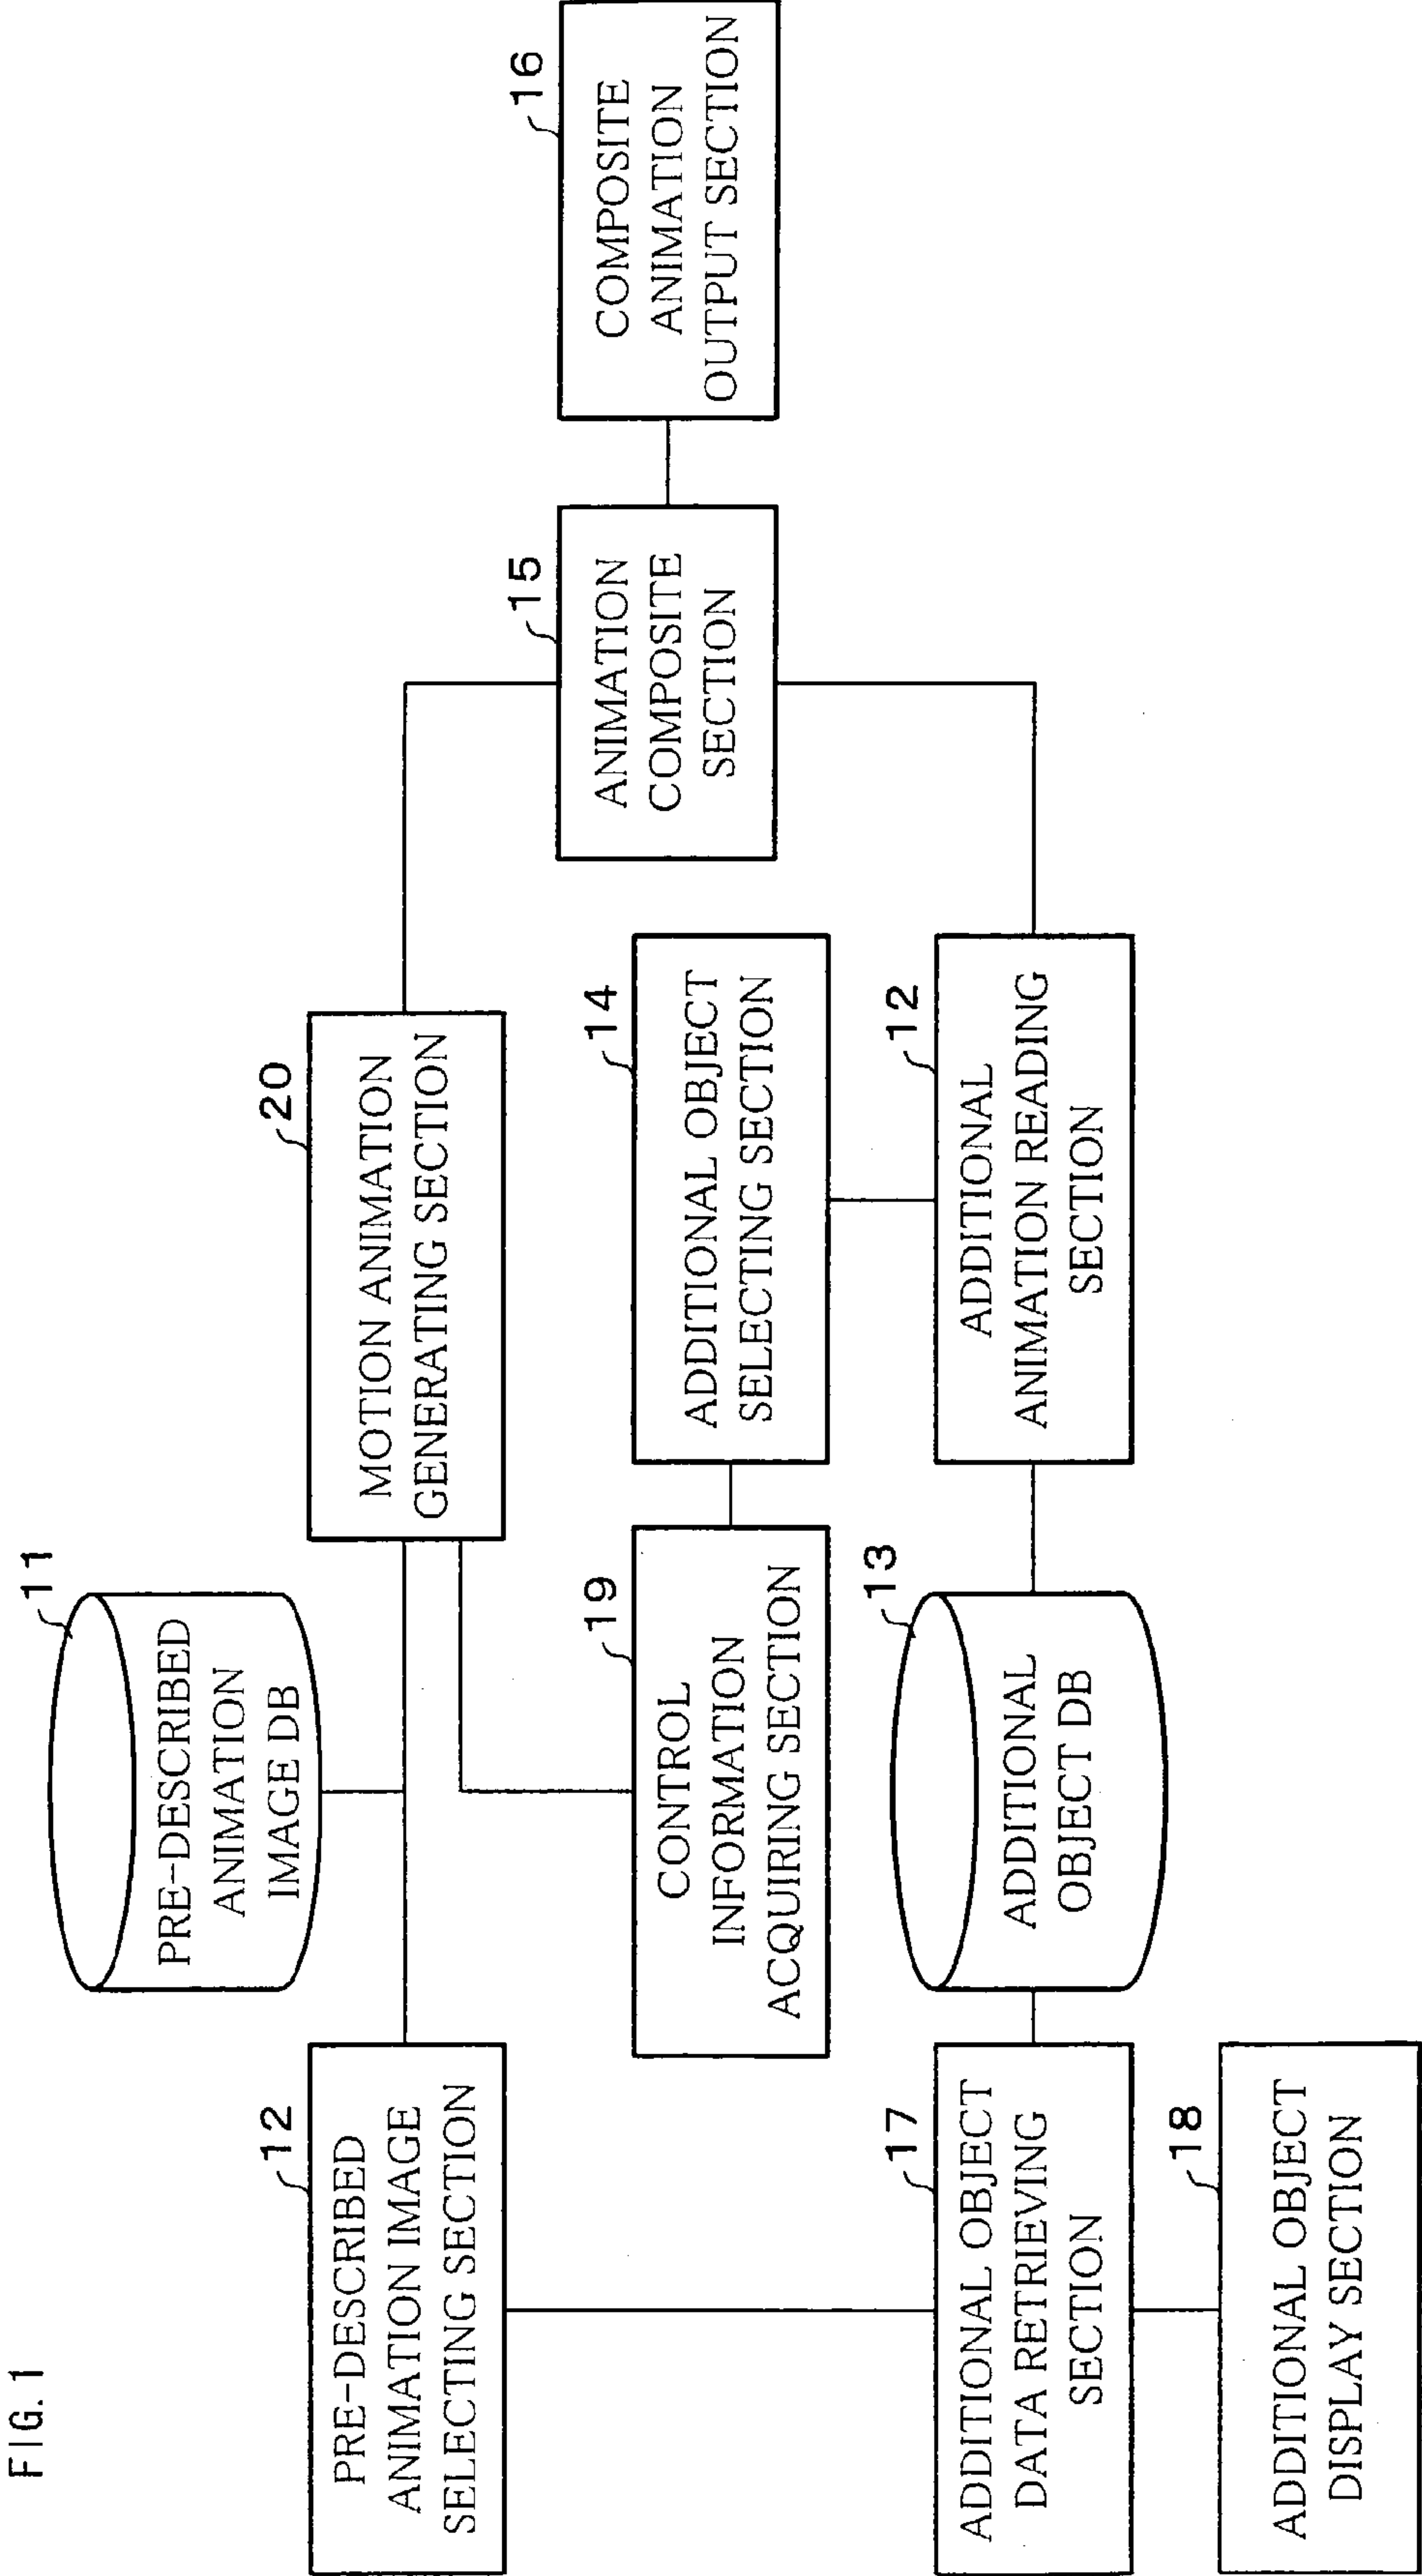 FIG.1
11
PRE-DESCRIBED
ANIMATION
IMAGE DB
12
PRE-DESCRIBED
ANIMATION IMAGE
SELECTING SECTION
20
MOTION ANIMATION
GENERATING SECTION
16
COMPOSITE
ANIMATION
OUTPUT SECTION
15
ANIMATION
COMPOSITE
SECTION
19
CONTROL
INFORMATION
ACQUIRING SECTION
14
ADDITIONAL OBJECT
SELECTING SECTION
17
ADDITIONAL OBJECT
DATA RETRIEVING
SECTION
13
ADDITIONAL
OBJECT DB
12
ADDITIONAL
ANIMATION READING
SECTION
18
ADDITIONAL OBJECT
DISPLAY SECTION